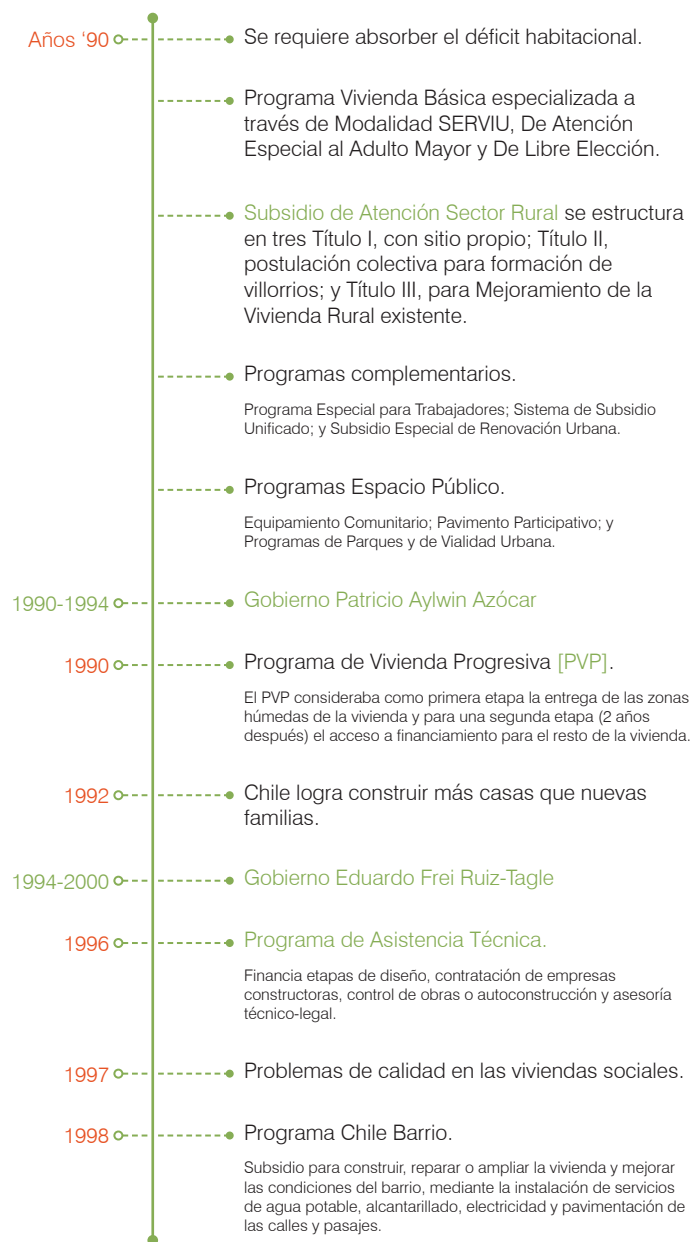 Años ‘90
Se requiere absorber el déficit habitacional.
Programa Vivienda Básica especializada a
través de Modalidad SERVIU, De Atención
Especial al Adulto Mayor y De Libre Elección.
Subsidio de Atención Sector Rural se estructura
en tres Título I, con sitio propio; Título II,
postulación colectiva para formación de
villorrios; y Título III, para Mejoramiento de la
Vivienda Rural existente.
Programas complementarios.
Programa Especial para Trabajadores; Sistema de Subsidio
Unificado; y Subsidio Especial de Renovación Urbana.
Programas Espacio Público.
Equipamiento Comunitario; Pavimento Participativo; y
Programas de Parques y de Vialidad Urbana.
1990-1994
Gobierno Patricio Aylwin Azócar
1990
Programa de Vivienda Progresiva [PVP].
El PVP consideraba como primera etapa la entrega de las zonas
húmedas de la vivienda y para una segunda etapa (2 años
después) el acceso a financiamiento para el resto de la vivienda.
1992
Chile logra construir más casas que nuevas
familias.
1994-2000
Gobierno Eduardo Frei Ruiz-Tagle
1996
Programa de Asistencia Técnica.
Financia etapas de diseño, contratación de empresas
constructoras, control de obras o autoconstrucción y asesoría
técnico-legal.
1997
Problemas de calidad en las viviendas sociales.
1998
Programa Chile Barrio.
Subsidio para construir, reparar o ampliar la vivienda y mejorar
las condiciones del barrio, mediante la instalación de servicios
de agua potable, alcantarillado, electricidad y pavimentación de
las calles y pasajes.